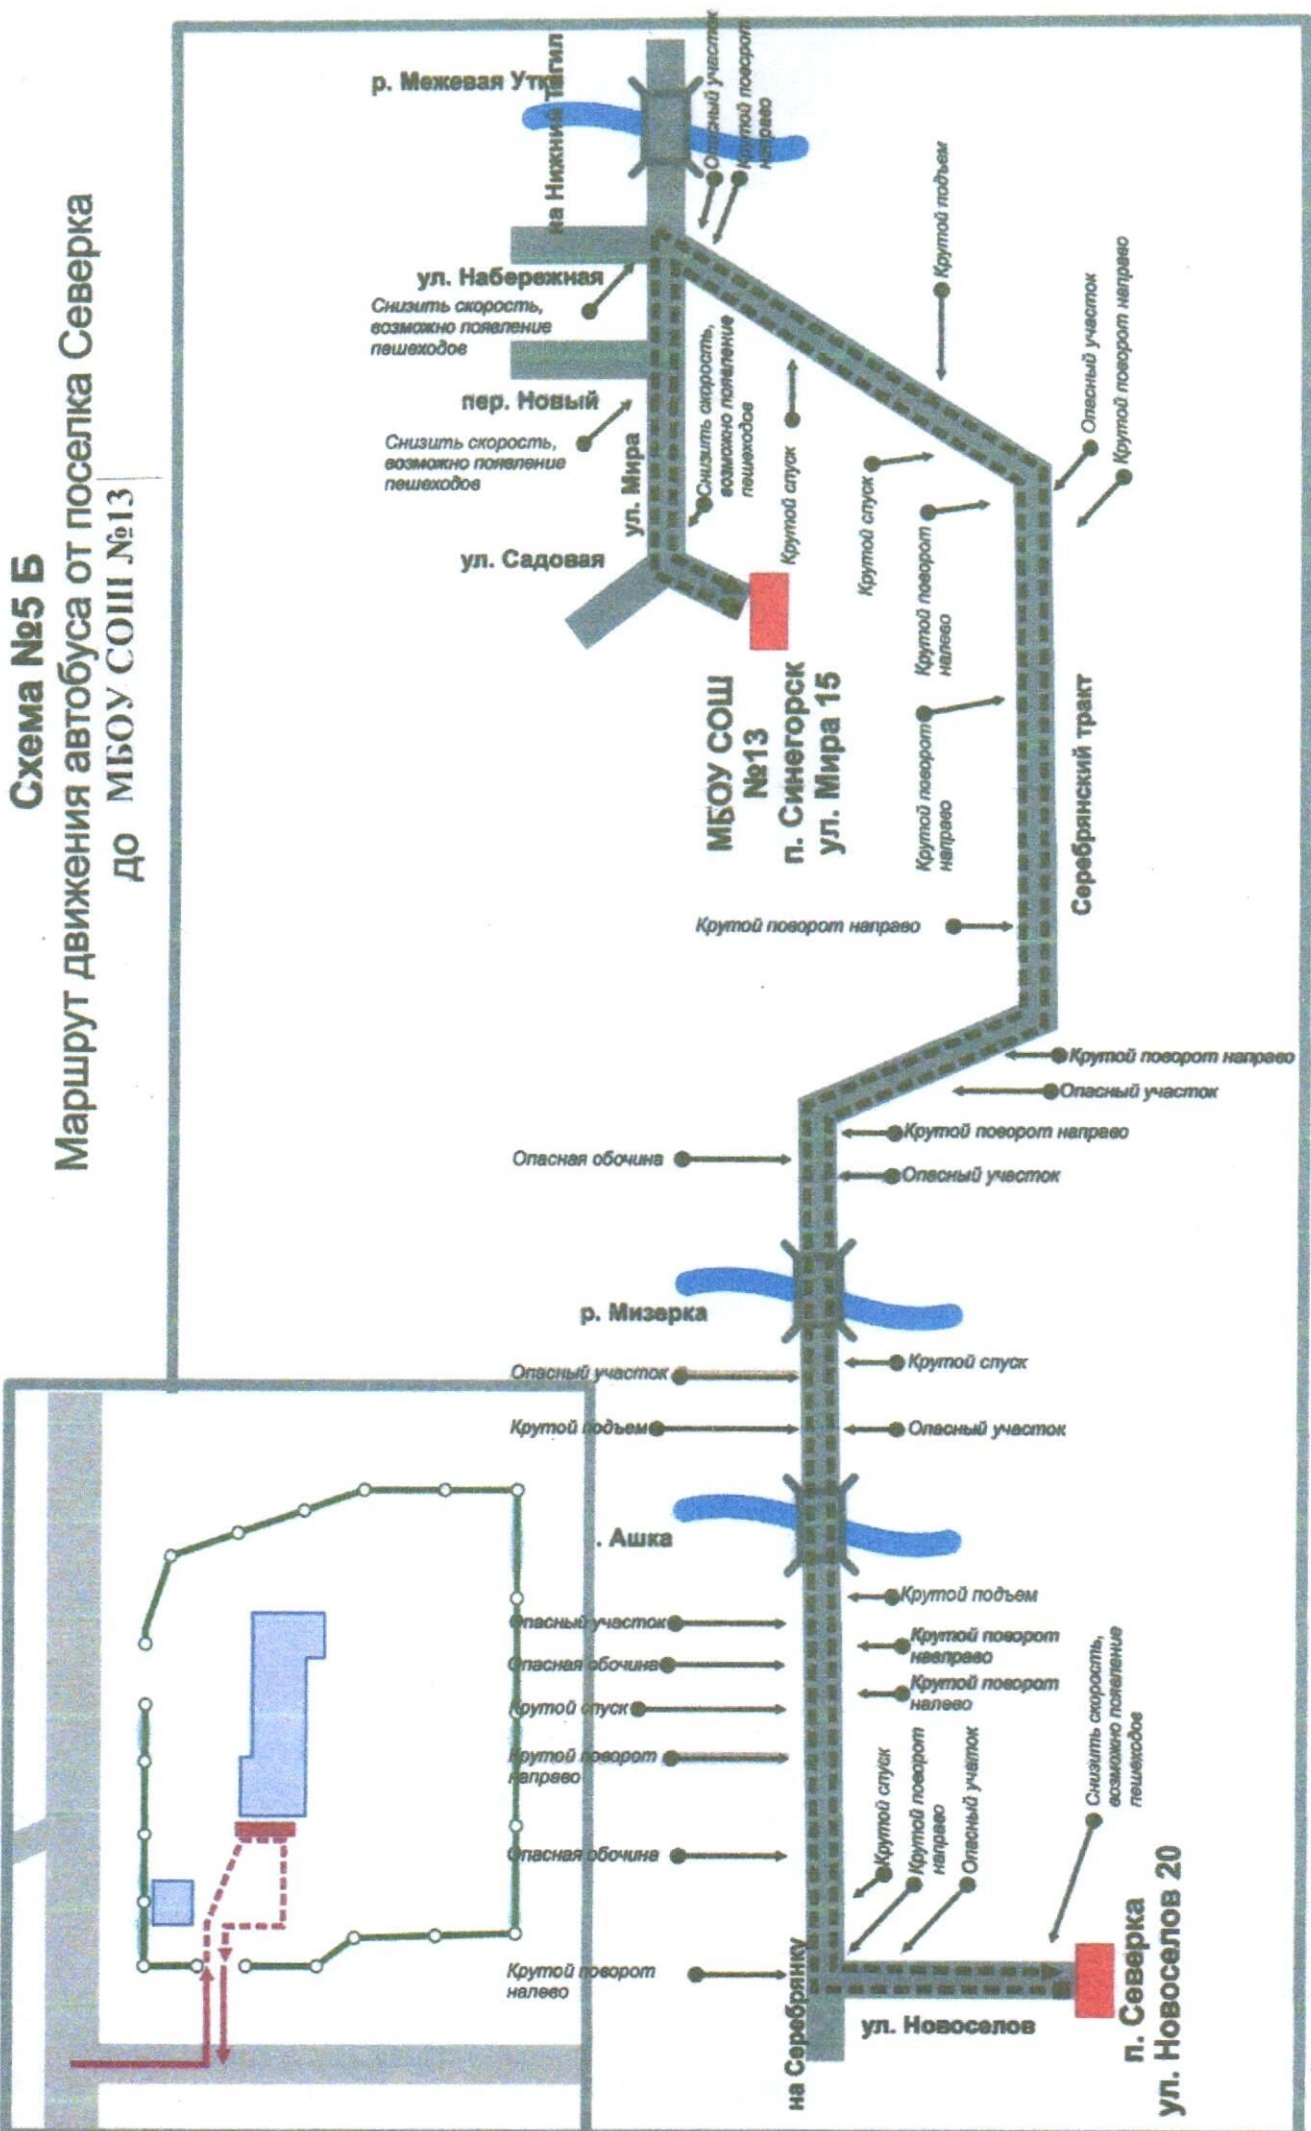 Схема №5 Б
Маршрут движения автобуса от поселка Северка
до МБОУ СОШ №13
р. Межевая Утка
на Нижний Тагил
Опасный участок
Крутой поворот
направо
ул. Набережная
Снизить скорость,
возможно появление
пешеходов
пер. Новый
Снизить скорость,
возможно появление
пешеходов
ул. Мира
Снизить скорость,
возможно появление
пешеходов
ул. Садовая
МБОУ СОШ
№13
п. Синегорск
ул. Мира 15
Крутой подъем
Крутой спуск
Крутой спуск
Опасный участок
Крутой поворот направо
Крутой поворот
налево
Крутой поворот
направо
Серебрянский тракт
Крутой поворот направо
Крутой поворот направо
Опасный участок
Крутой поворот направо
Опасная обочина
Опасный участок
р. Мизерка
Опасный участок
Крутой спуск
Крутой подъем
Опасный участок
. Ашка
Крутой подъем
Опасный участок
Крутой поворот
навправо
Опасная обочина
Крутой поворот
налево
Крутой спуск
Крутой поворот
направо
Опасная обочина
Крутой спуск
Крутой поворот
направо
Опасный учаток
Снизить скорость,
возможно появление
пешеходов
Крутой поворот
налево
на Серебрянку
ул. Новоселов
п. Северка
ул. Новоселов 20